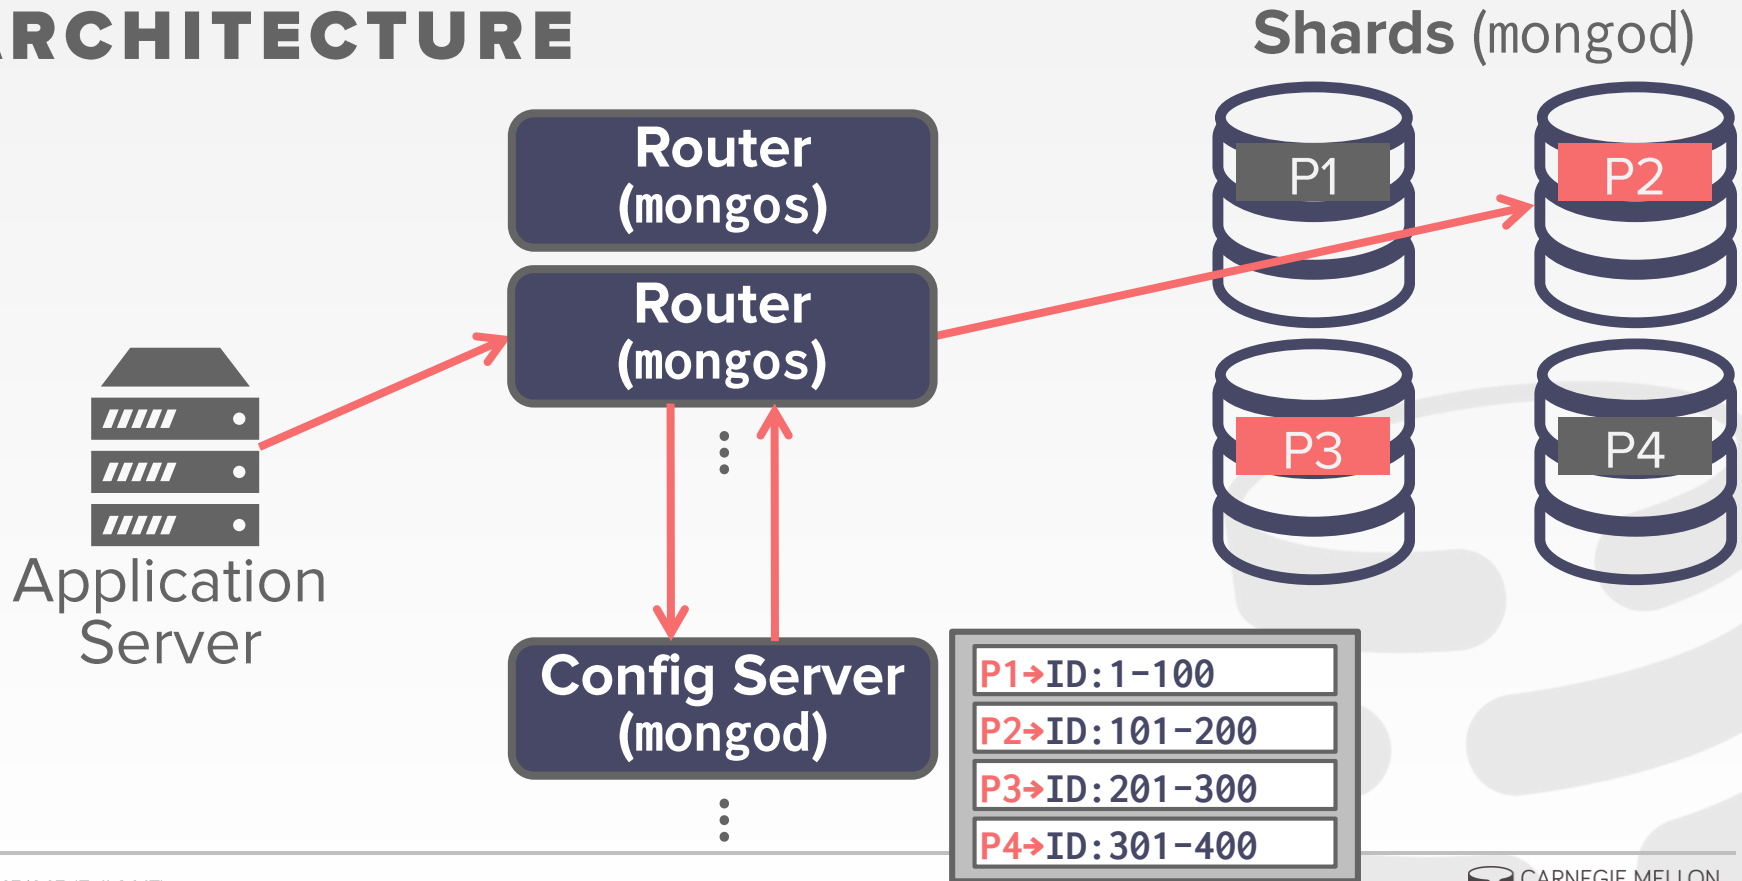 RCHITECTURE
Shards (mongod)
Router
(mongos)
P1
P2
Router
(mongos)
P3
P4
Application
Server
Config Server
(mongod)
P1→ID:1-100
P2→ID:101-200
P3→ID:201-300
P4→ID:301-400
CARNEGIE MELLON